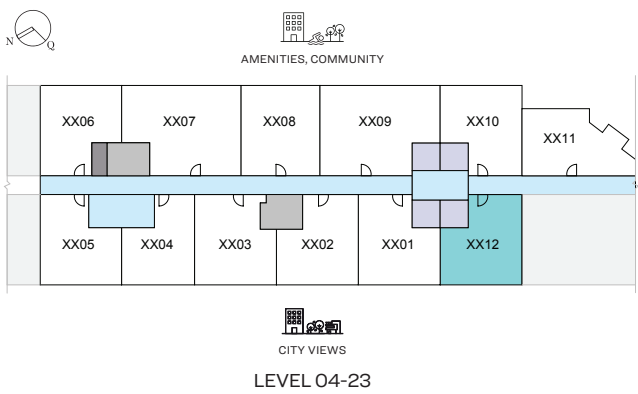 N
Q
AMENITIES, COMMUNITY
XX06
XX07
XX08
XX09
XX10
XX11
XX05
XX04
XX03
XX02
XX01
XX12
CITY VIEWS
LEVEL 04-23